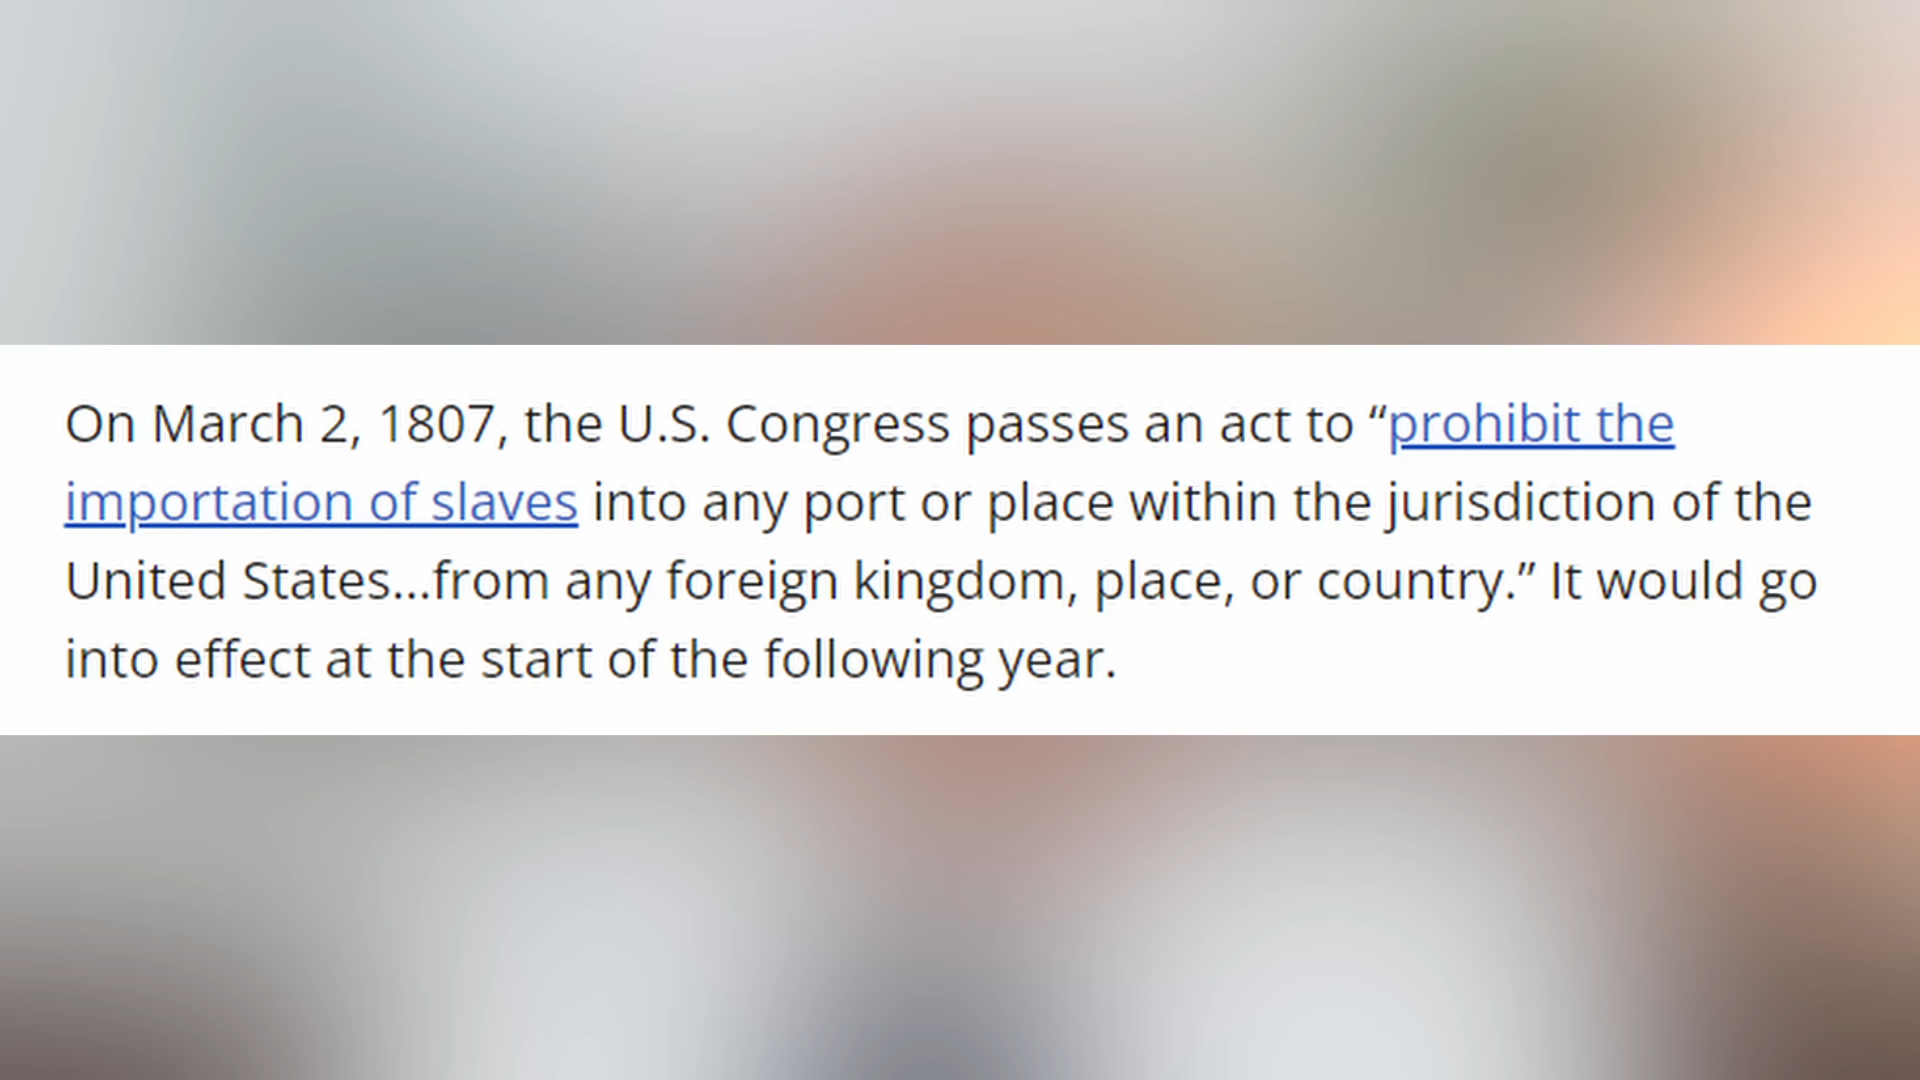 On March 2, 1807, the U.S. Congress passes an act to “prohibit the
importation of slaves into any port or place within the jurisdiction of the
United States...from any foreign kingdom, place, or country.” It would go
into effect at the start of the following year.